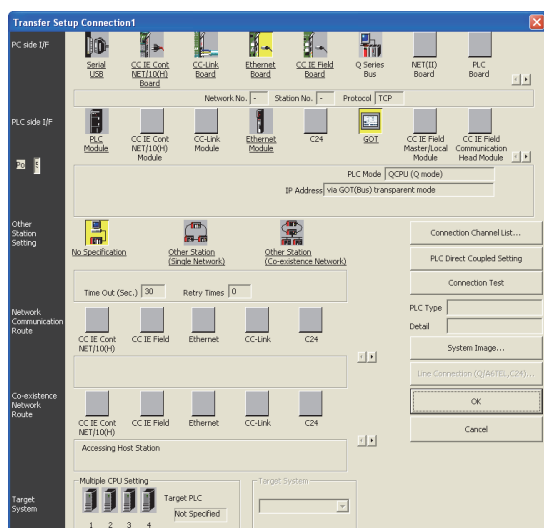 Transfer Setup Connection1
PC side I/F
Serial USB
CC IE Cont NET/10(H) Board
CC-Link Board
Ethernet Board
CC IE Field Board
Q Series Bus
NET(II) Board
PLC Board
Network No. - Station No. - Protocol TCP
PLC side I/F
PLC Module
CC IE Cont NET/10(H) Module
CC-Link Module
Ethernet Module
C24
GOT
CC IE Field Master/Local Module
CC IE Field Communication Head Module
PLC Mode QCPU (Q mode)
IP Address via GOT(Bus) transparent mode
Other Station Setting
No Specification
Other Station (Single Network)
Other Station (Co-existence Network)
Time Out (Sec.) 30 Retry Times 0
Connection Channel List...
PLC Direct Coupled Setting
Connection Test
PLC Type
Detail
System Image...
Line Connection (Q/A6TEL,C24)...
OK
Cancel
Network Communication Route
CC IE Cont NET/10(H)
CC IE Field
Ethernet
CC-Link
C24
Co-existence Network Route
CC IE Cont NET/10(H)
CC IE Field
Ethernet
CC-Link
C24
Accessing Host Station
Target System
Multiple CPU Setting
1 2 3 4
Target PLC
Not Specified
Target System